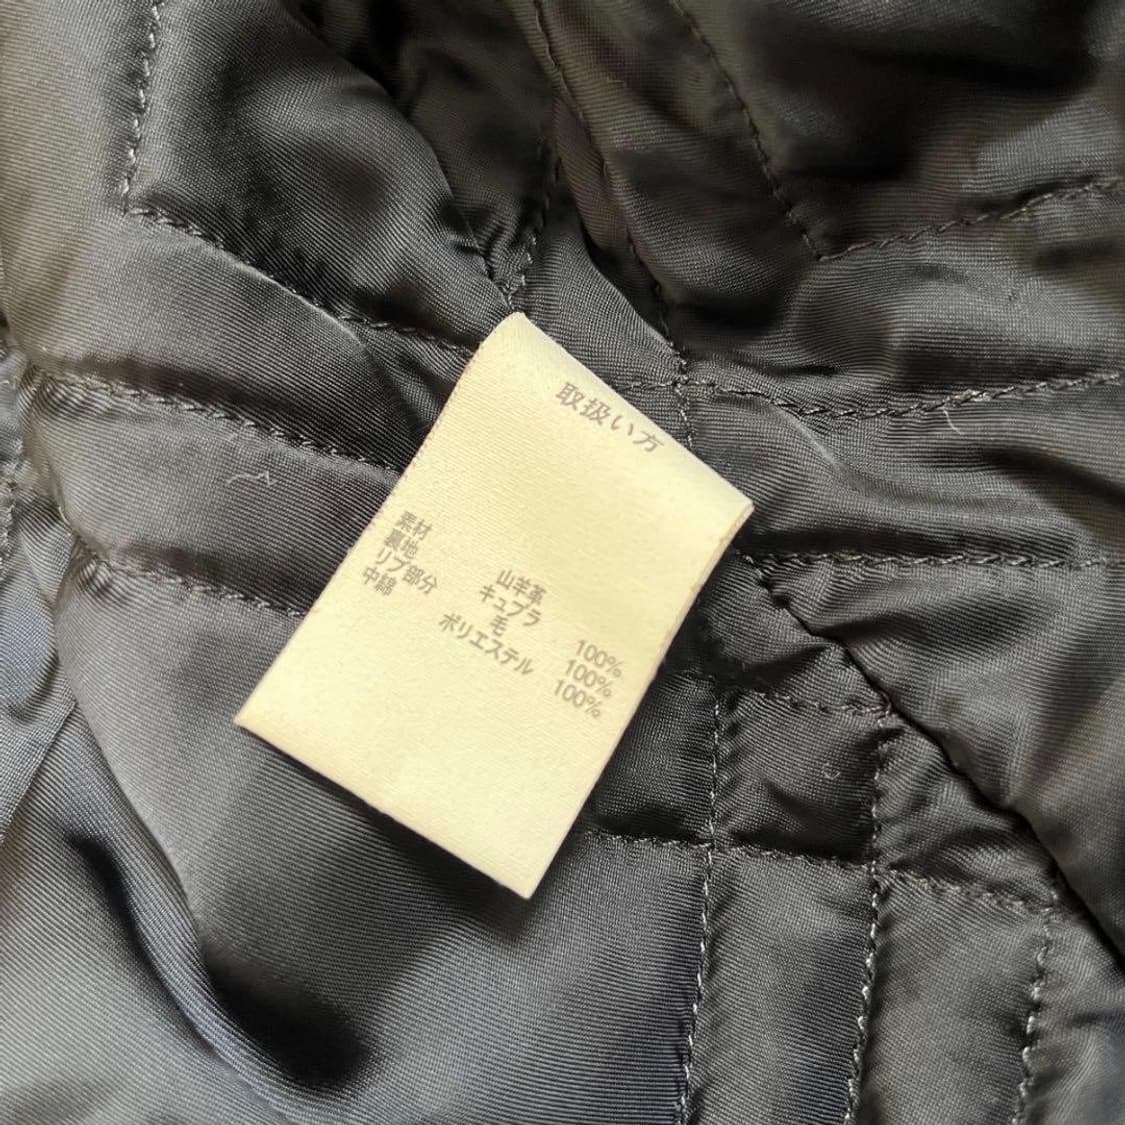 取扱い方
素材 山羊革
裏地 キュプラ 100%
リブ部分 毛 100%
中綿 ポリエステル 100%